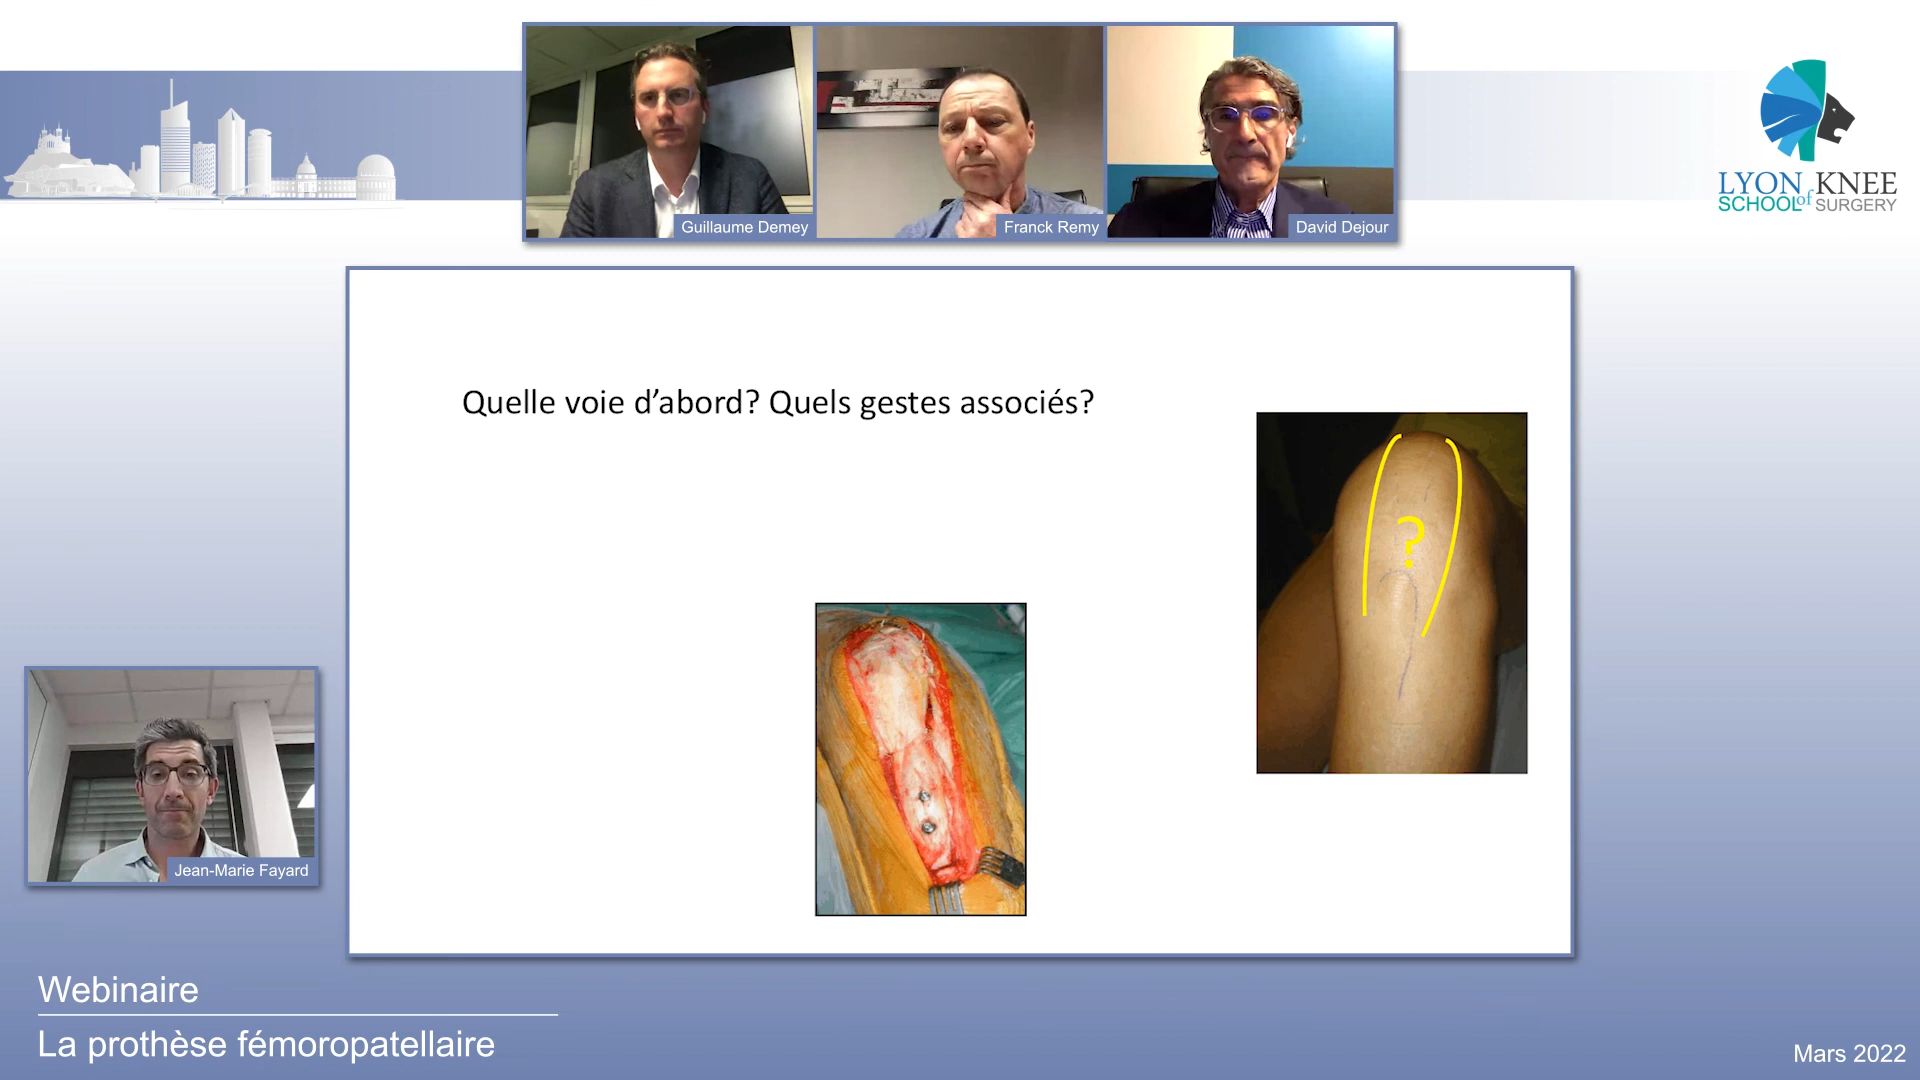 Guillaume Demey
Franck Remy
David Dejour
LYON KNEE
SCHOOL of SURGERY
Quelle voie d’abord? Quels gestes associés?
?
Jean-Marie Fayard
Webinaire
La prothèse fémoropatellaire
Mars 2022